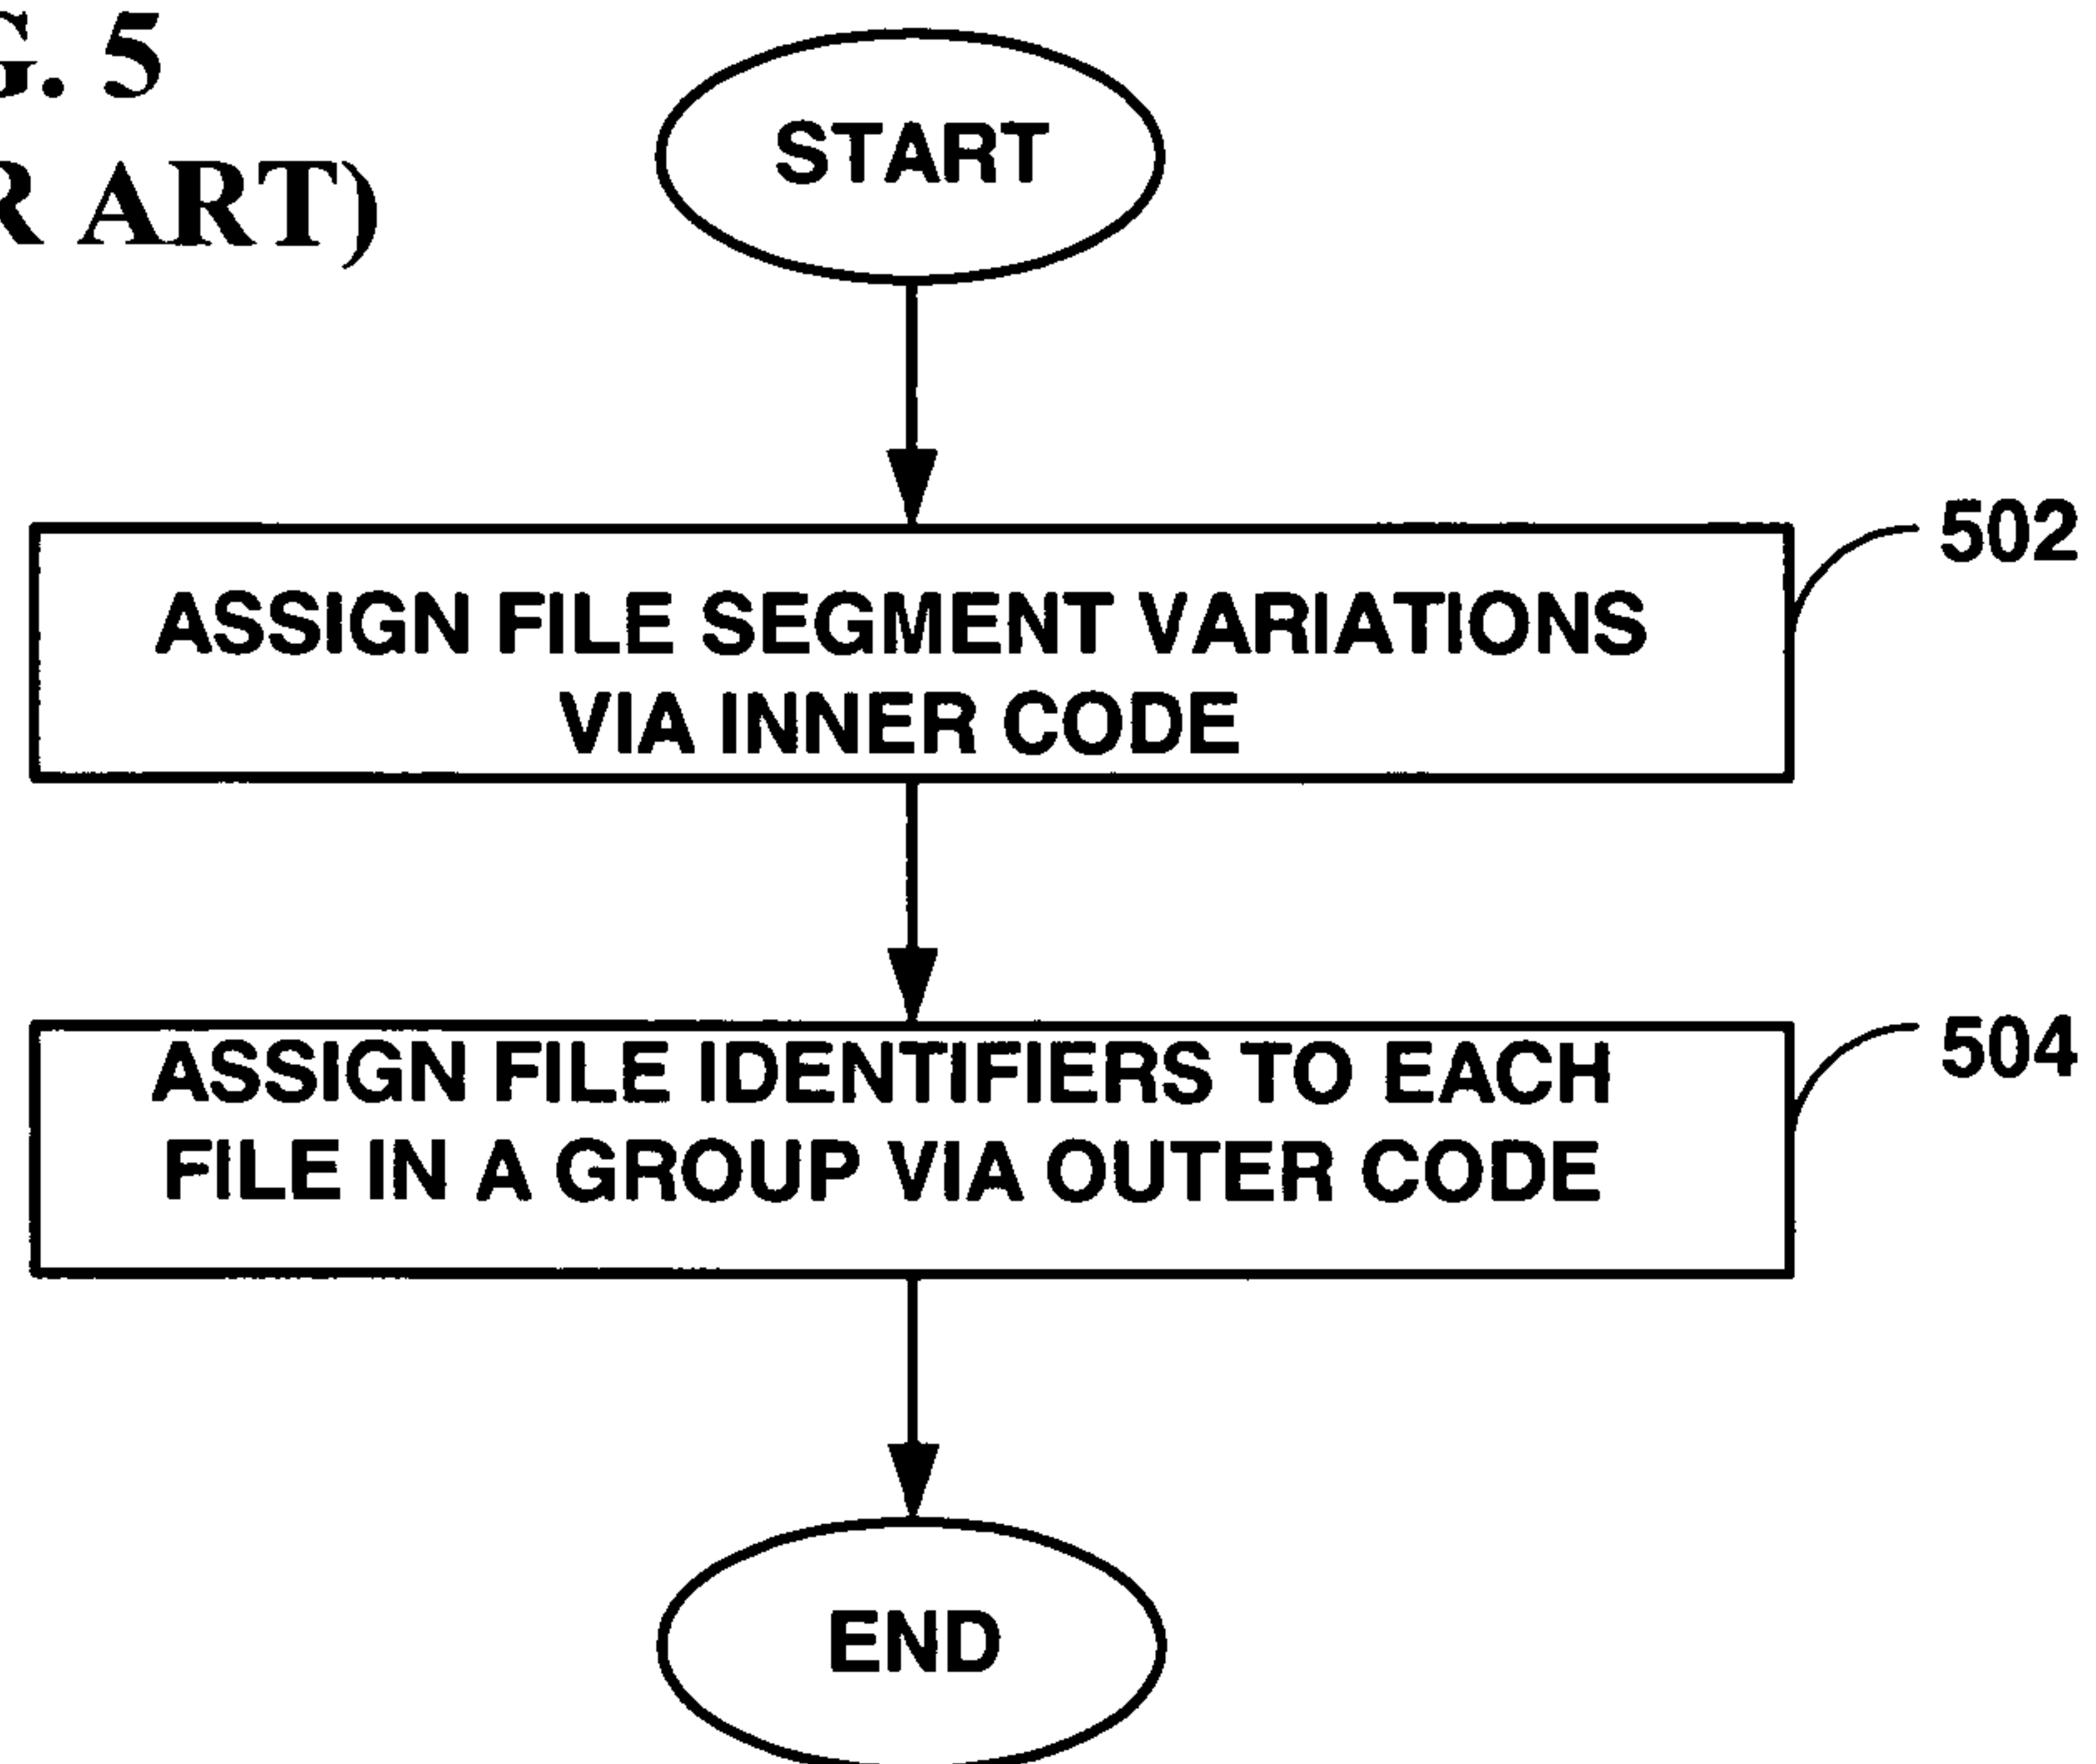 G. 5
R ART)
START
502
ASSIGN FILE SEGMENT VARIATIONS
VIA INNER CODE
504
ASSIGN FILE IDENTIFIERS TO EACH
FILE IN A GROUP VIA OUTER CODE
END